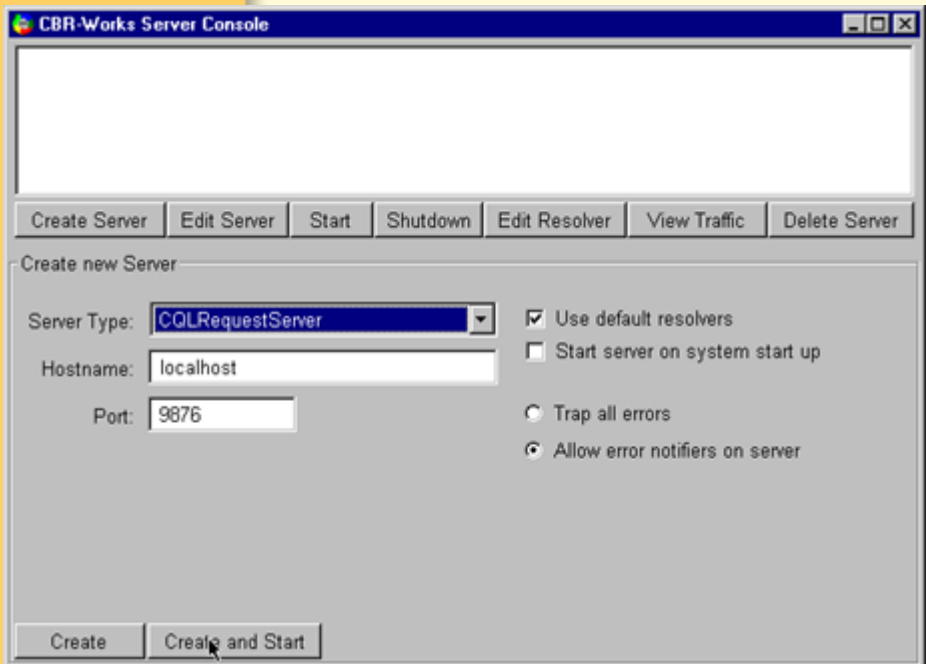 CBR-Works Server Console
Create Server Edit Server Start Shutdown Edit Resolver View Traffic Delete Server
Create new Server
Server Type: CQLRequestServer Use default resolvers
Start server on system start up
Hostname: localhost
Port: 9876 Trap all errors
Allow error notifiers on server
Create Create and Start